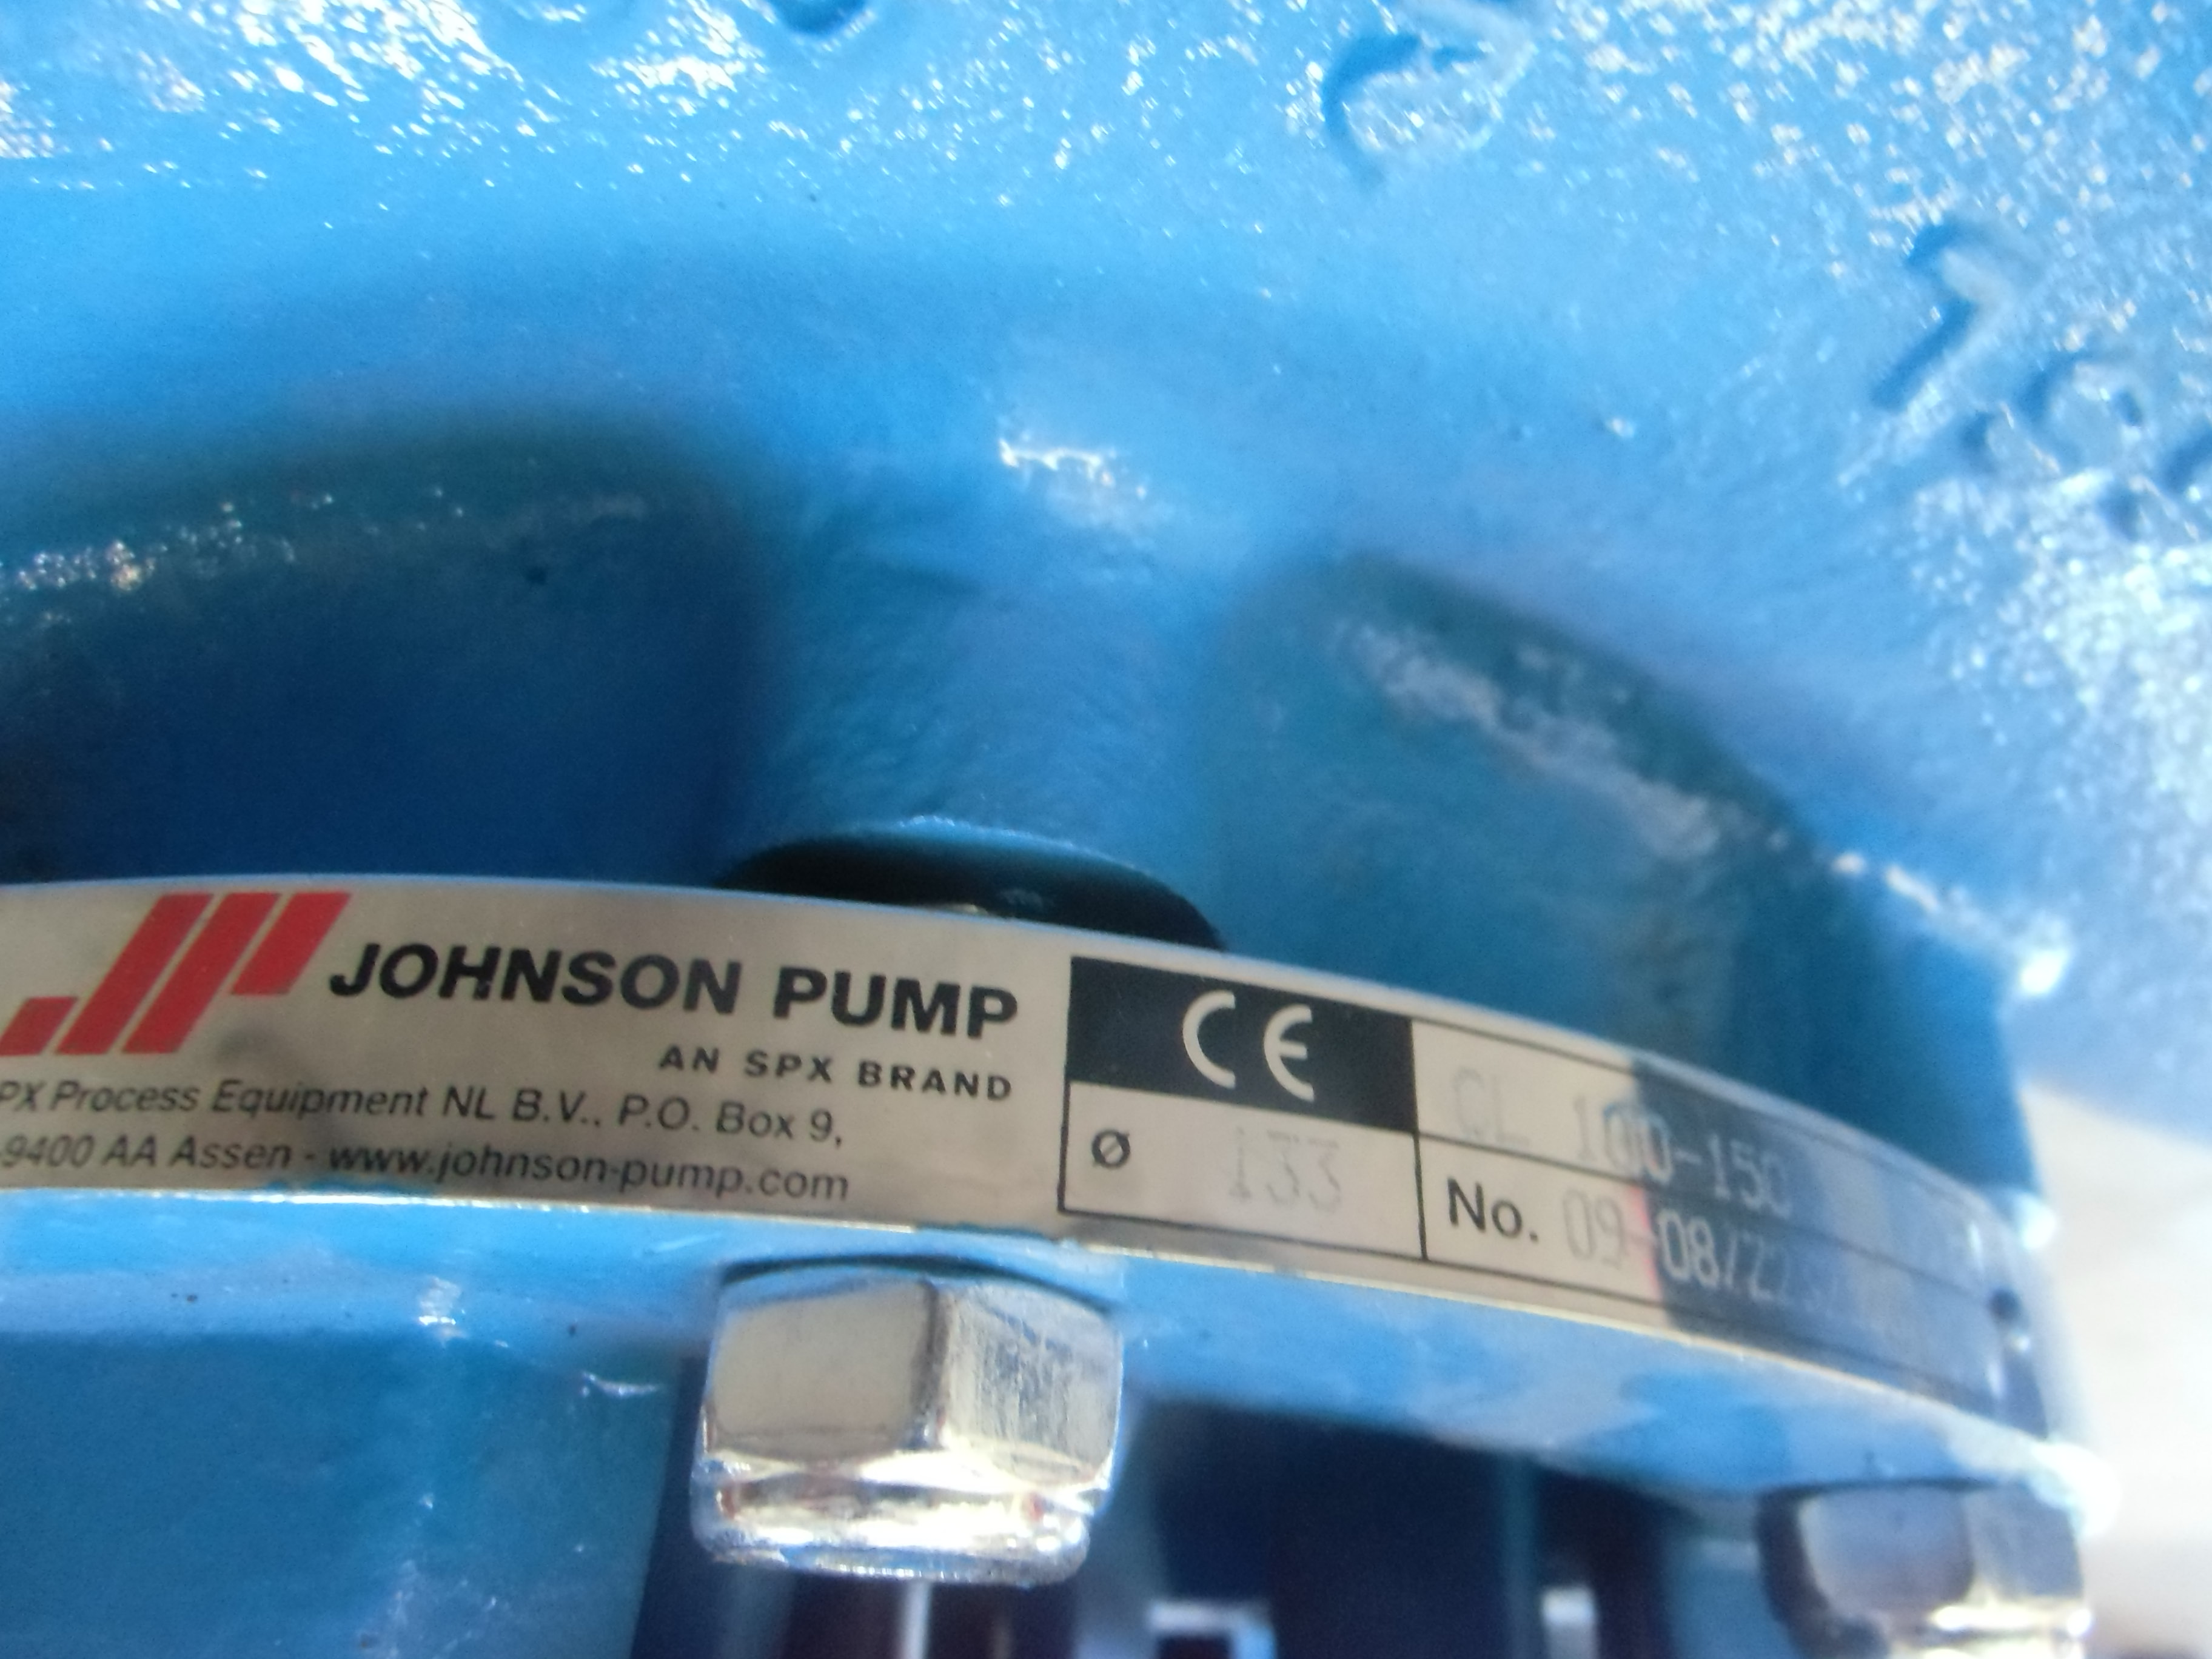 JOHNSON PUMP
AN SPX BRAND
PX Process Equipment NL B.V., P.O. Box 9,
-9400 AA Assen - www.johnson-pump.com
CE
Ø 133
CL 100-150
No. 09-08/